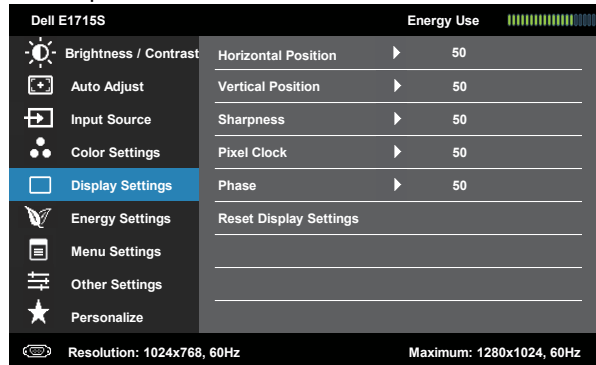 Dell E1715S Energy Use
Brightness / Contrast Horizontal Position 50
Auto Adjust Vertical Position 50
Input Source Sharpness 50
Color Settings Pixel Clock 50
Display Settings Phase 50
Energy Settings Reset Display Settings
Menu Settings
Other Settings
Personalize
Resolution: 1024x768, 60Hz Maximum: 1280x1024, 60Hz